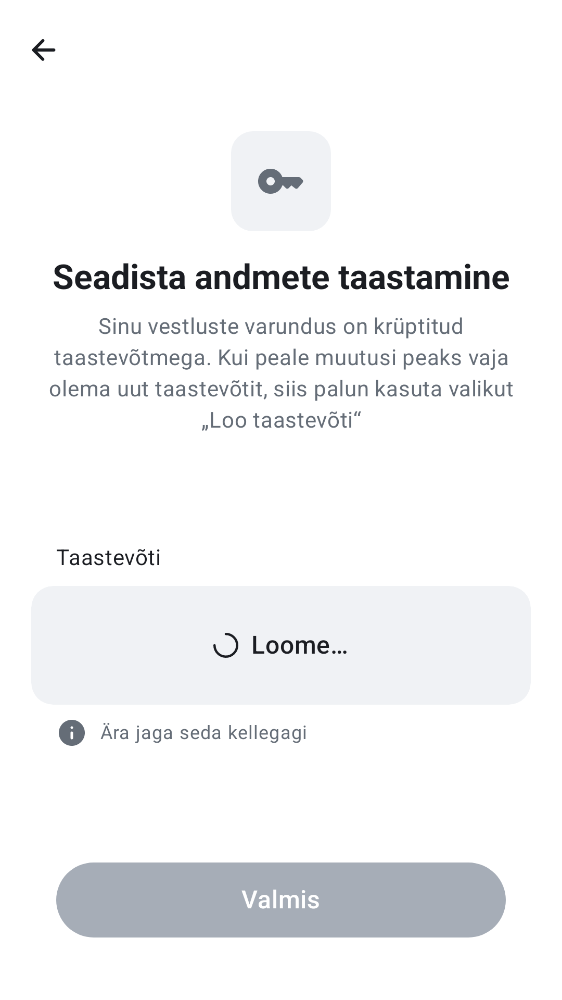 Seadista andmete taastamine
Sinu vestluste varundus on krüptitud
taastevõtmega. Kui peale muutusi peaks vaja
olema uut taastevõtit, siis palun kasuta valikut
„Loo taastevõti“
Taastevõti
Loome…
Ära jaga seda kellegagi
Valmis